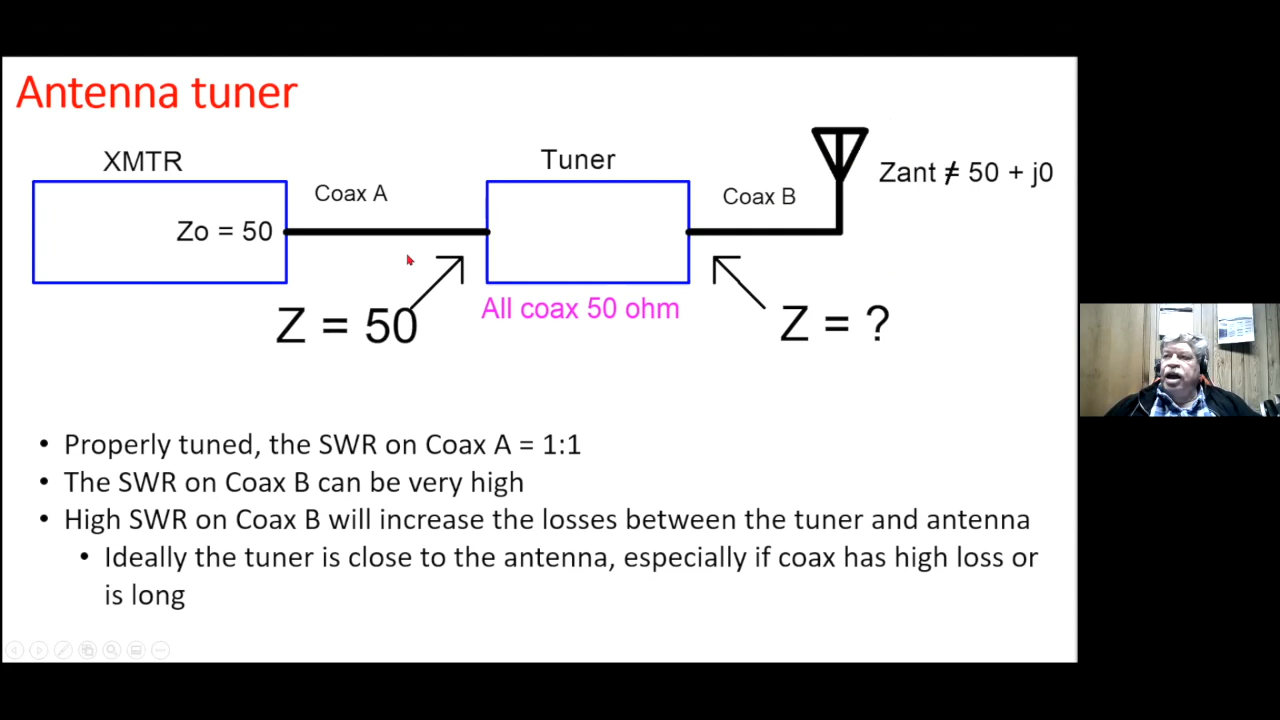 Antenna tuner
XMTR
Tuner
Coax A
Coax B
Zant ≠ 50 + j0
Zo = 50
Z = 50
All coax 50 ohm
Z = ?
• Properly tuned, the SWR on Coax A = 1:1
• The SWR on Coax B can be very high
• High SWR on Coax B will increase the losses between the tuner and antenna
• Ideally the tuner is close to the antenna, especially if coax has high loss or
is long